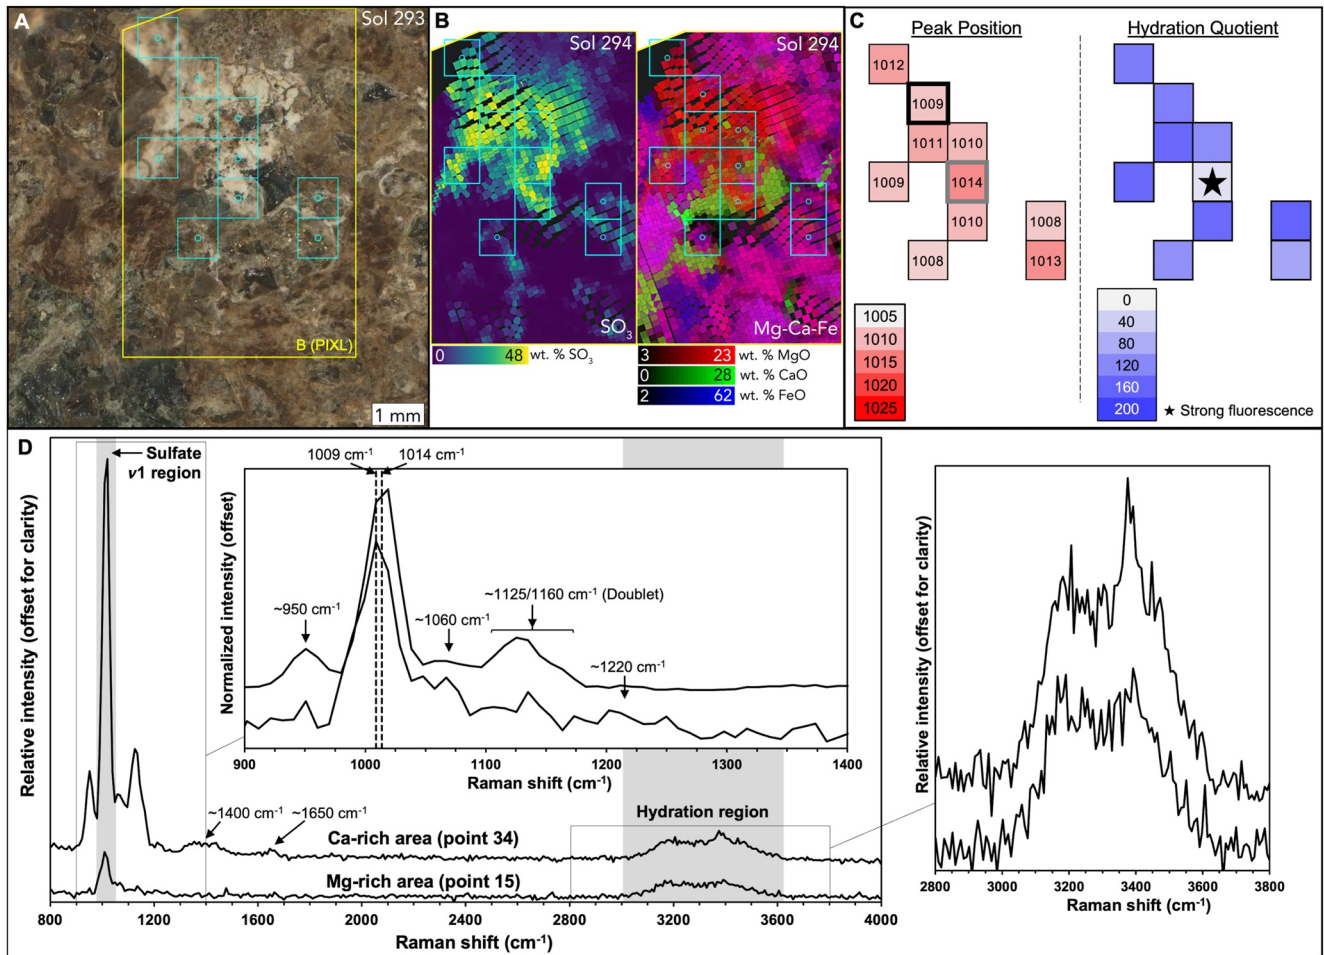 A
Sol 293
B (PIXL)
1 mm
B
Sol 294
Sol 294
SO₃
Mg-Ca-Fe
0 48 wt. % SO₃
3 23 wt. % MgO
0 28 wt. % CaO
2 62 wt. % FeO
C
Peak Position
Hydration Quotient
1012
1009
1011 1010
1009 1014
1010 1008
1008 1013
1005
1010
1015
1020
1025
0
40
80
120
160
200
★ Strong fluorescence
D
Sulfate
ν1 region
Relative intensity (offset for clarity)
1009 cm⁻¹ 1014 cm⁻¹
Normalized intensity (offset)
~950 cm⁻¹
~1060 cm⁻¹
~1125/1160 cm⁻¹ (Doublet)
~1220 cm⁻¹
900 1000 1100 1200 1300 1400
Raman shift (cm⁻¹)
~1400 cm⁻¹ ~1650 cm⁻¹
Hydration region
Ca-rich area (point 34)
Mg-rich area (point 15)
800 1200 1600 2000 2400 2800 3200 3600 4000
Raman shift (cm⁻¹)
Relative intensity (offset for clarity)
2800 3000 3200 3400 3600 3800
Raman shift (cm⁻¹)